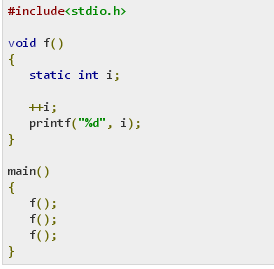 #include<stdio.h>
void f()
{
static int i;
++i;
printf("%d", i);
}
main()
{
f();
f();
f();
}